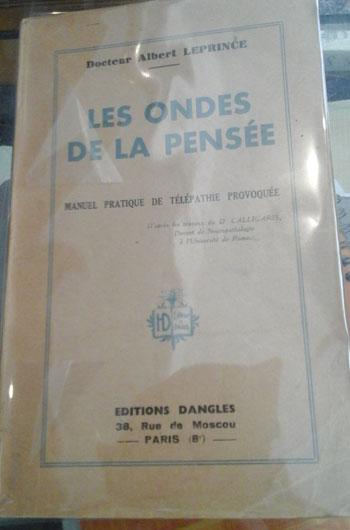 Docteur Albert LEPRINCE
LES ONDES
DE LA PENSÉE
MANUEL PRATIQUE DE TÉLÉPATHIE PROVOQUÉE
D'après les travaux du Dr CALLIGARIS,
Docent de Neuropathologie
à l'Université de Rome.
HD
EDITIONS DANGLES
38, Rue de Moscou
PARIS (8e)